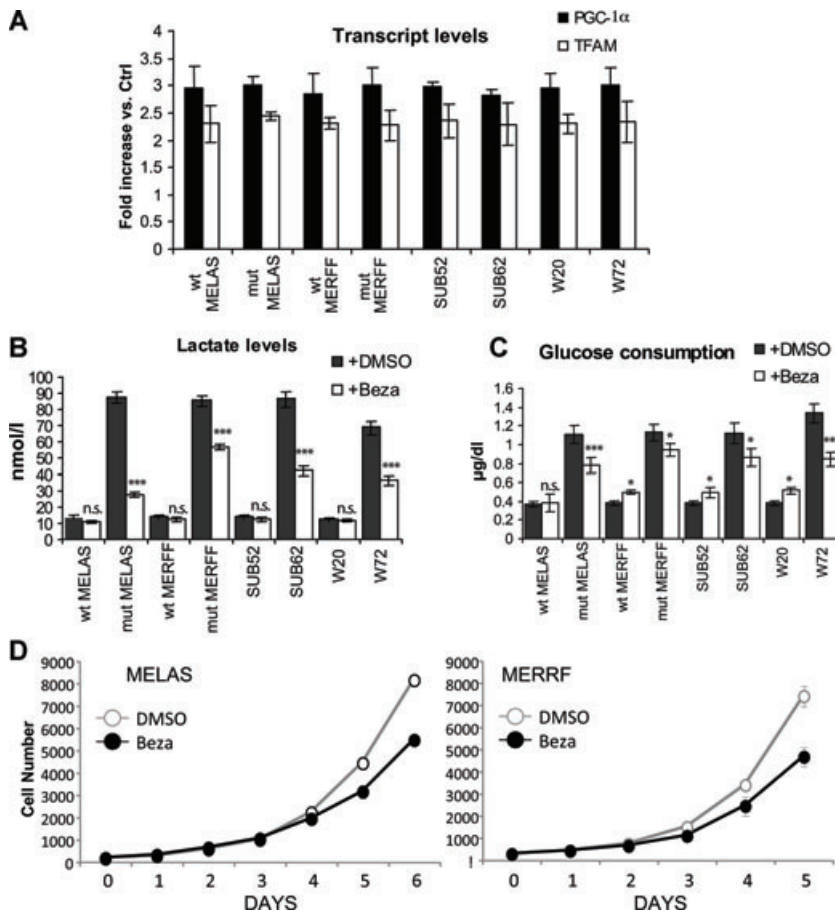 A
Transcript levels
PGC-1α
TFAM
Fold increase vs. Ctrl
4
3.5
3
2.5
2
1.5
1
0.5
0
wt MELAS
mut MELAS
wt MERFF
mut MERFF
SUB52
SUB62
W20
W72
B
Lactate levels
+DMSO
+Beza
nmol/l
100
90
80
70
60
50
40
30
20
10
0
n.s.
***
n.s.
***
n.s.
***
n.s.
***
wt MELAS
mut MELAS
wt MERFF
mut MERFF
SUB52
SUB62
W20
W72
C
Glucose consumption
+DMSO
+Beza
µg/dl
1.6
1.4
1.2
1
0.8
0.6
0.4
0.2
0
n.s.
***
*
*
*
*
*
**
wt MELAS
mut MELAS
wt MERFF
mut MERFF
SUB52
SUB62
W20
W72
D
MELAS
DMSO
Beza
Cell Number
9000
8000
7000
6000
5000
4000
3000
2000
1000
0
0 1 2 3 4 5 6
DAYS
MERRF
DMSO
Beza
9000
8000
7000
6000
5000
4000
3000
2000
1000
0 1 2 3 4 5
DAYS